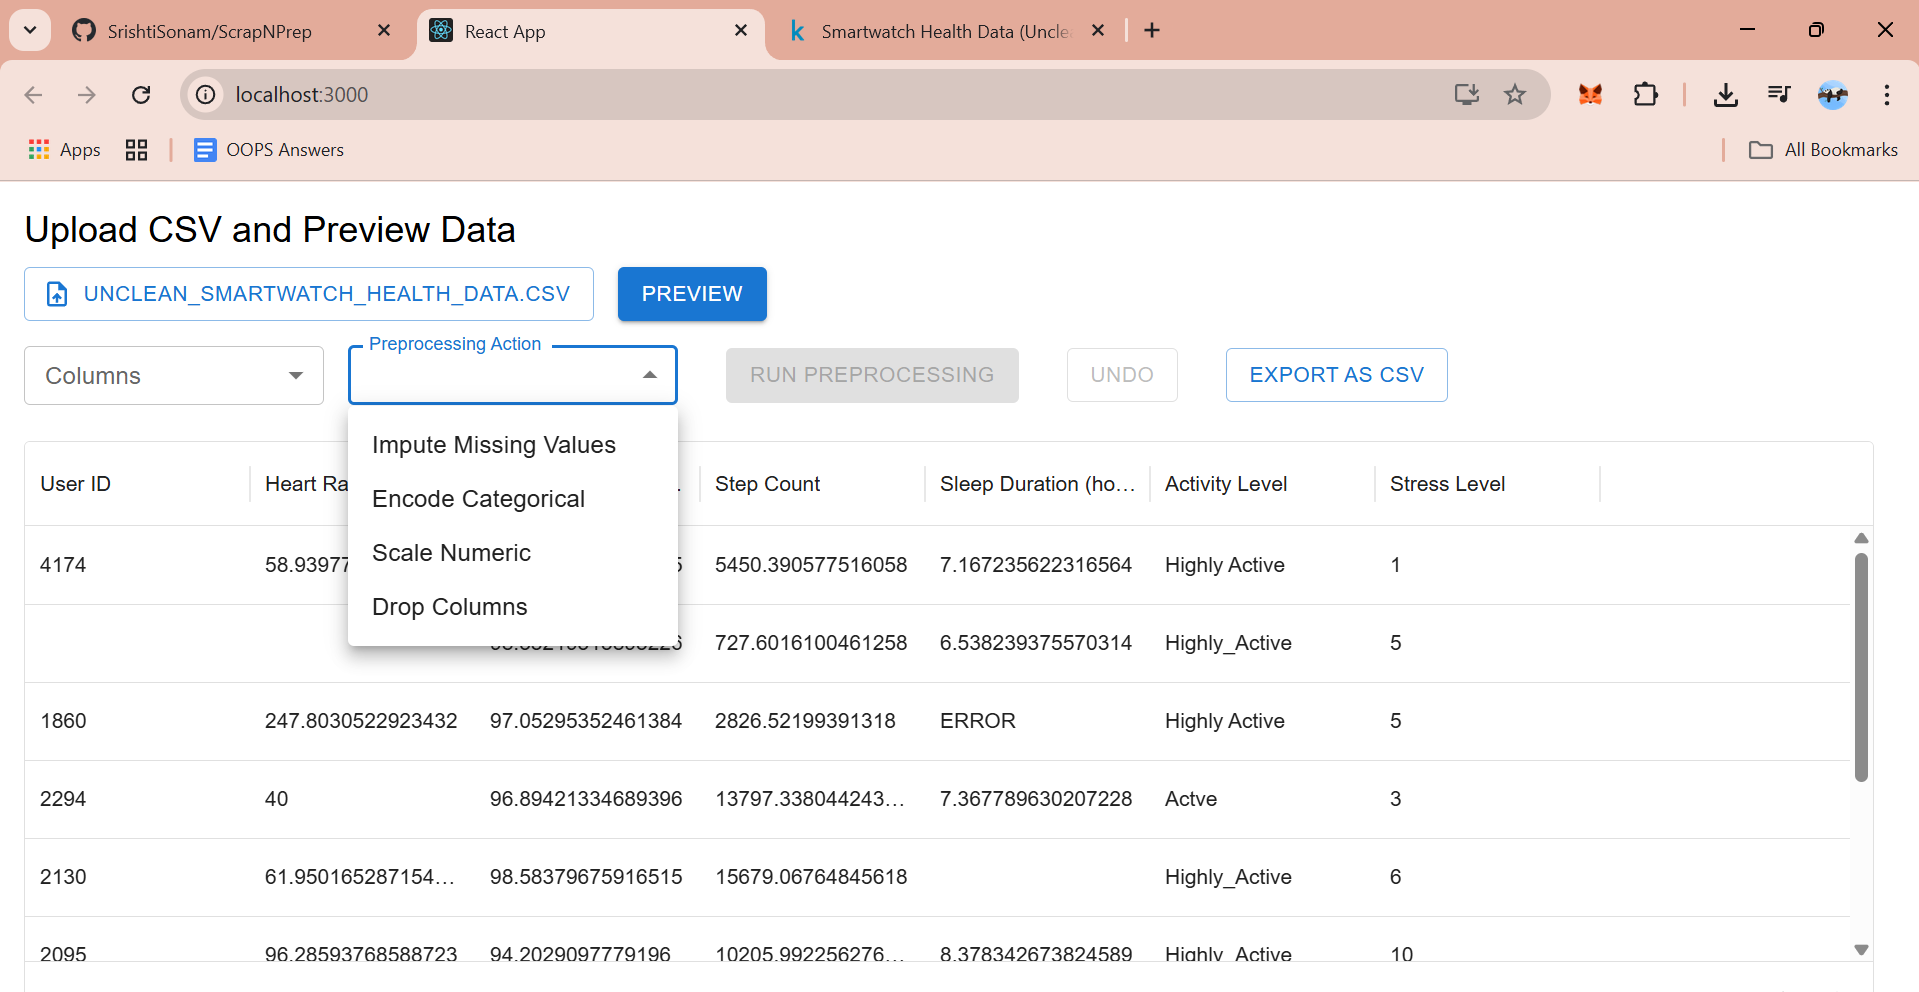 SrishtiSonam/ScrapNPrep
React App
Smartwatch Health Data (Uncle
localhost:3000
Apps
OOPS Answers
All Bookmarks
Upload CSV and Preview Data
UNCLEAN_SMARTWATCH_HEALTH_DATA.CSV
PREVIEW
Columns
Preprocessing Action
RUN PREPROCESSING
UNDO
EXPORT AS CSV
Impute Missing Values
Encode Categorical
Scale Numeric
Drop Columns
User ID Heart Ra Step Count Sleep Duration (ho... Activity Level Stress Level
4174 58.93977 5 5450.390577516058 7.167235622316564 Highly Active 1
727.6016100461258 6.538239375570314 Highly_Active 5
1860 247.8030522923432 97.05295352461384 2826.52199391318 ERROR Highly Active 5
2294 40 96.89421334689396 13797.338044243... 7.367789630207228 Actve 3
2130 61.950165287154... 98.58379675916515 15679.06764845618 Highly_Active 6
2095 96.28593768588723 94.2029097779196 10205.992256276... 8.378342673824589 Highly_Active 10